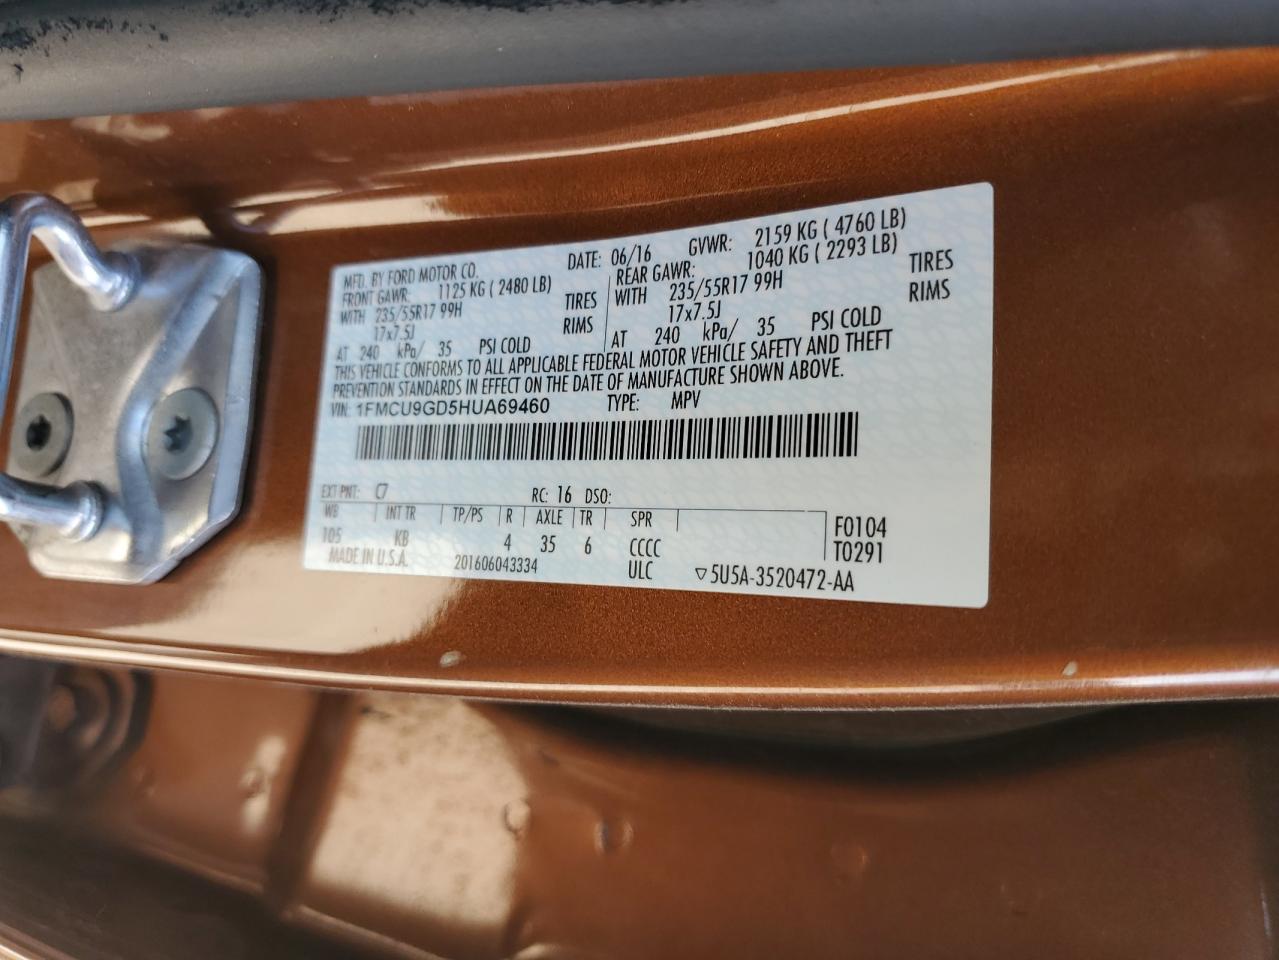 MFD. BY FORD MOTOR CO. DATE: 06/16 GVWR: 2159 KG ( 4760 LB)
FRONT GAWR: 1125 KG ( 2480 LB) REAR GAWR: 1040 KG ( 2293 LB)
WITH 235/55R17 99H TIRES WITH 235/55R17 99H TIRES
17x7.5J RIMS 17x7.5J RIMS
AT 240 kPa/ 35 PSI COLD AT 240 kPa/ 35 PSI COLD
THIS VEHICLE CONFORMS TO ALL APPLICABLE FEDERAL MOTOR VEHICLE SAFETY AND THEFT
PREVENTION STANDARDS IN EFFECT ON THE DATE OF MANUFACTURE SHOWN ABOVE.
VIN: 1FMCU9GD5HUA69460 TYPE: MPV
EXT PNT: C7 RC: 16 DSO:
WB INT TR TP/PS R AXLE TR SPR F0104
105 KB 4 35 6 CCCC T0291
MADE IN U.S.A. 201606043334 ULC ▽5U5A-3520472-AA